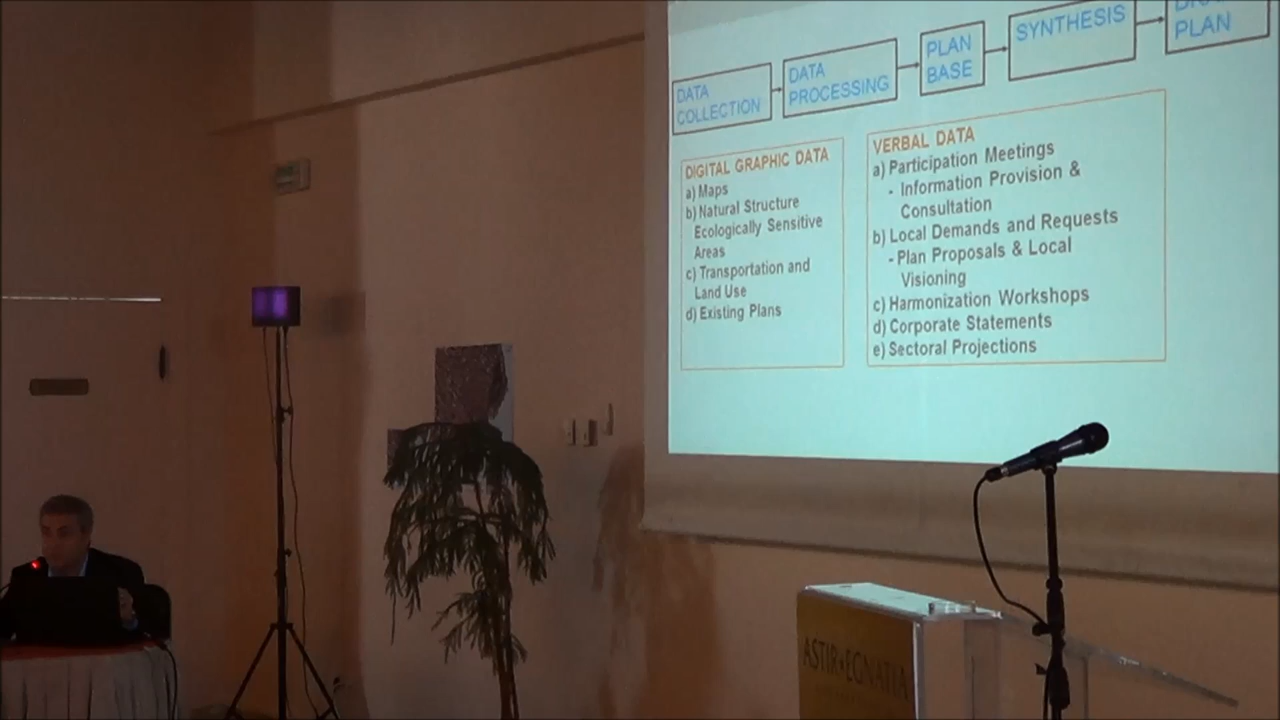 DATA
COLLECTION
DATA
PROCESSING
PLAN
BASE
SYNTHESIS
PLAN
DIGITAL GRAPHIC DATA
a) Maps
b) Natural Structure
Ecologically Sensitive
Areas
c) Transportation and
Land Use
d) Existing Plans
VERBAL DATA
a) Participation Meetings
- Information Provision &
Consultation
b) Local Demands and Requests
- Plan Proposals & Local
Visioning
c) Harmonization Workshops
d) Corporate Statements
e) Sectoral Projections
ASTIR EGNATIA